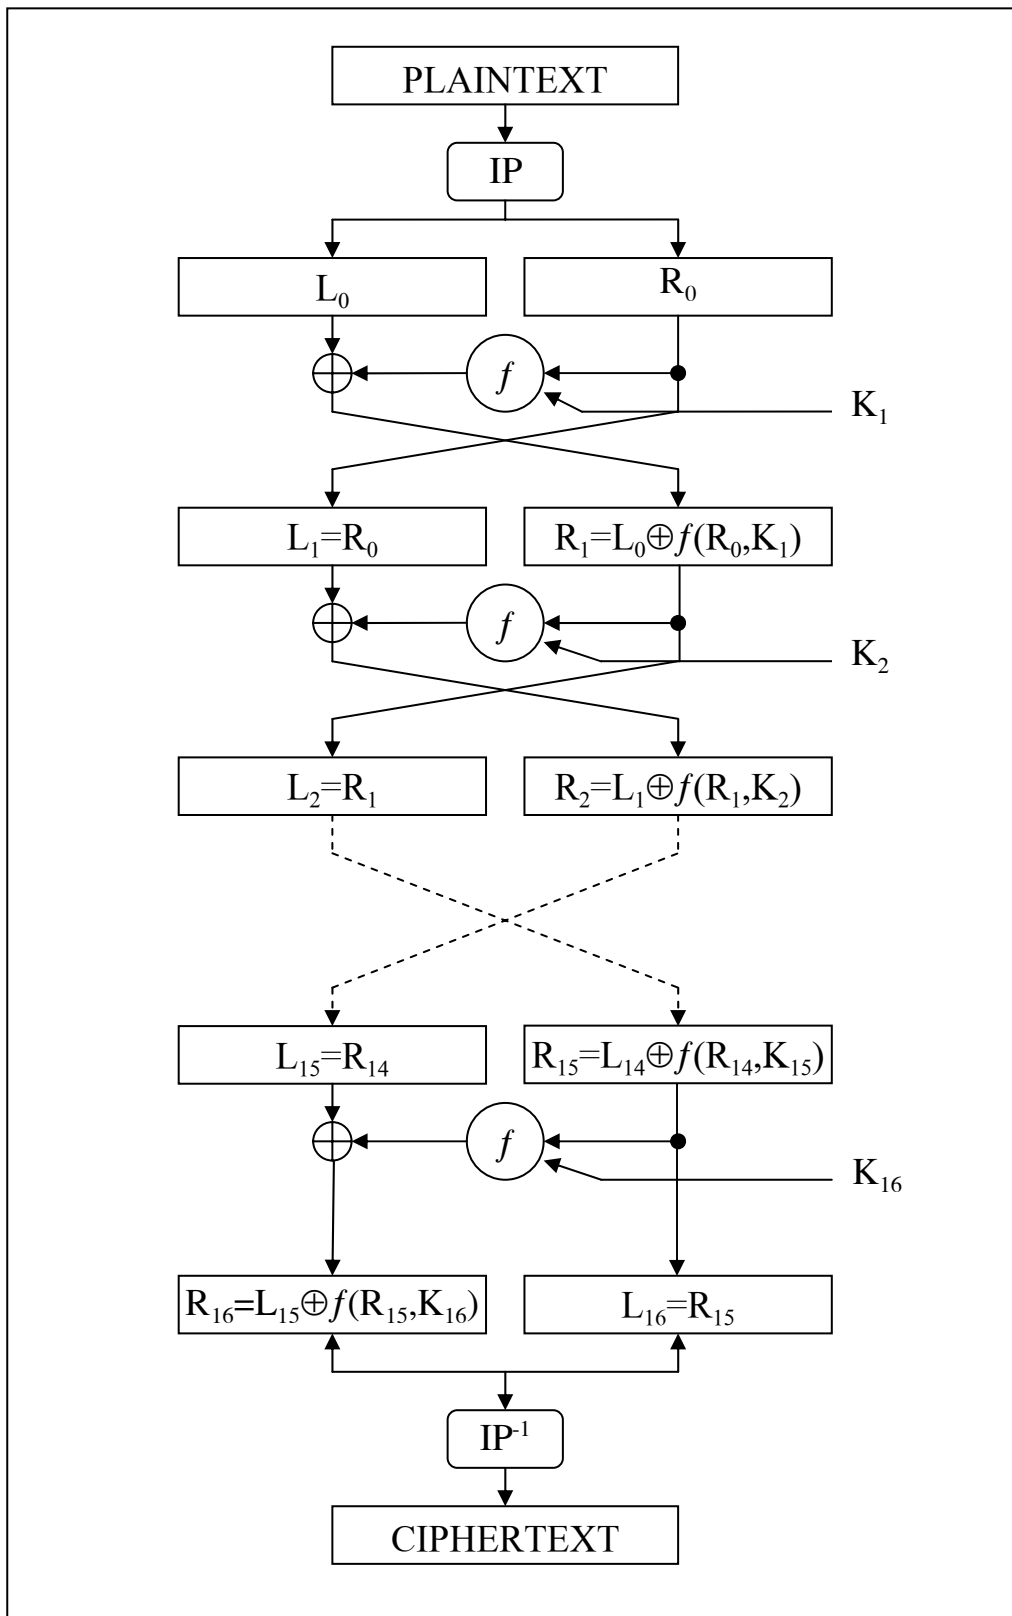 PLAINTEXT
IP
L₀
R₀
f
K₁
L₁=R₀
R₁=L₀⊕f(R₀,K₁)
f
K₂
L₂=R₁
R₂=L₁⊕f(R₁,K₂)
L₁₅=R₁₄
R₁₅=L₁₄⊕f(R₁₄,K₁₅)
f
K₁₆
R₁₆=L₁₅⊕f(R₁₅,K₁₆)
L₁₆=R₁₅
IP⁻¹
CIPHERTEXT